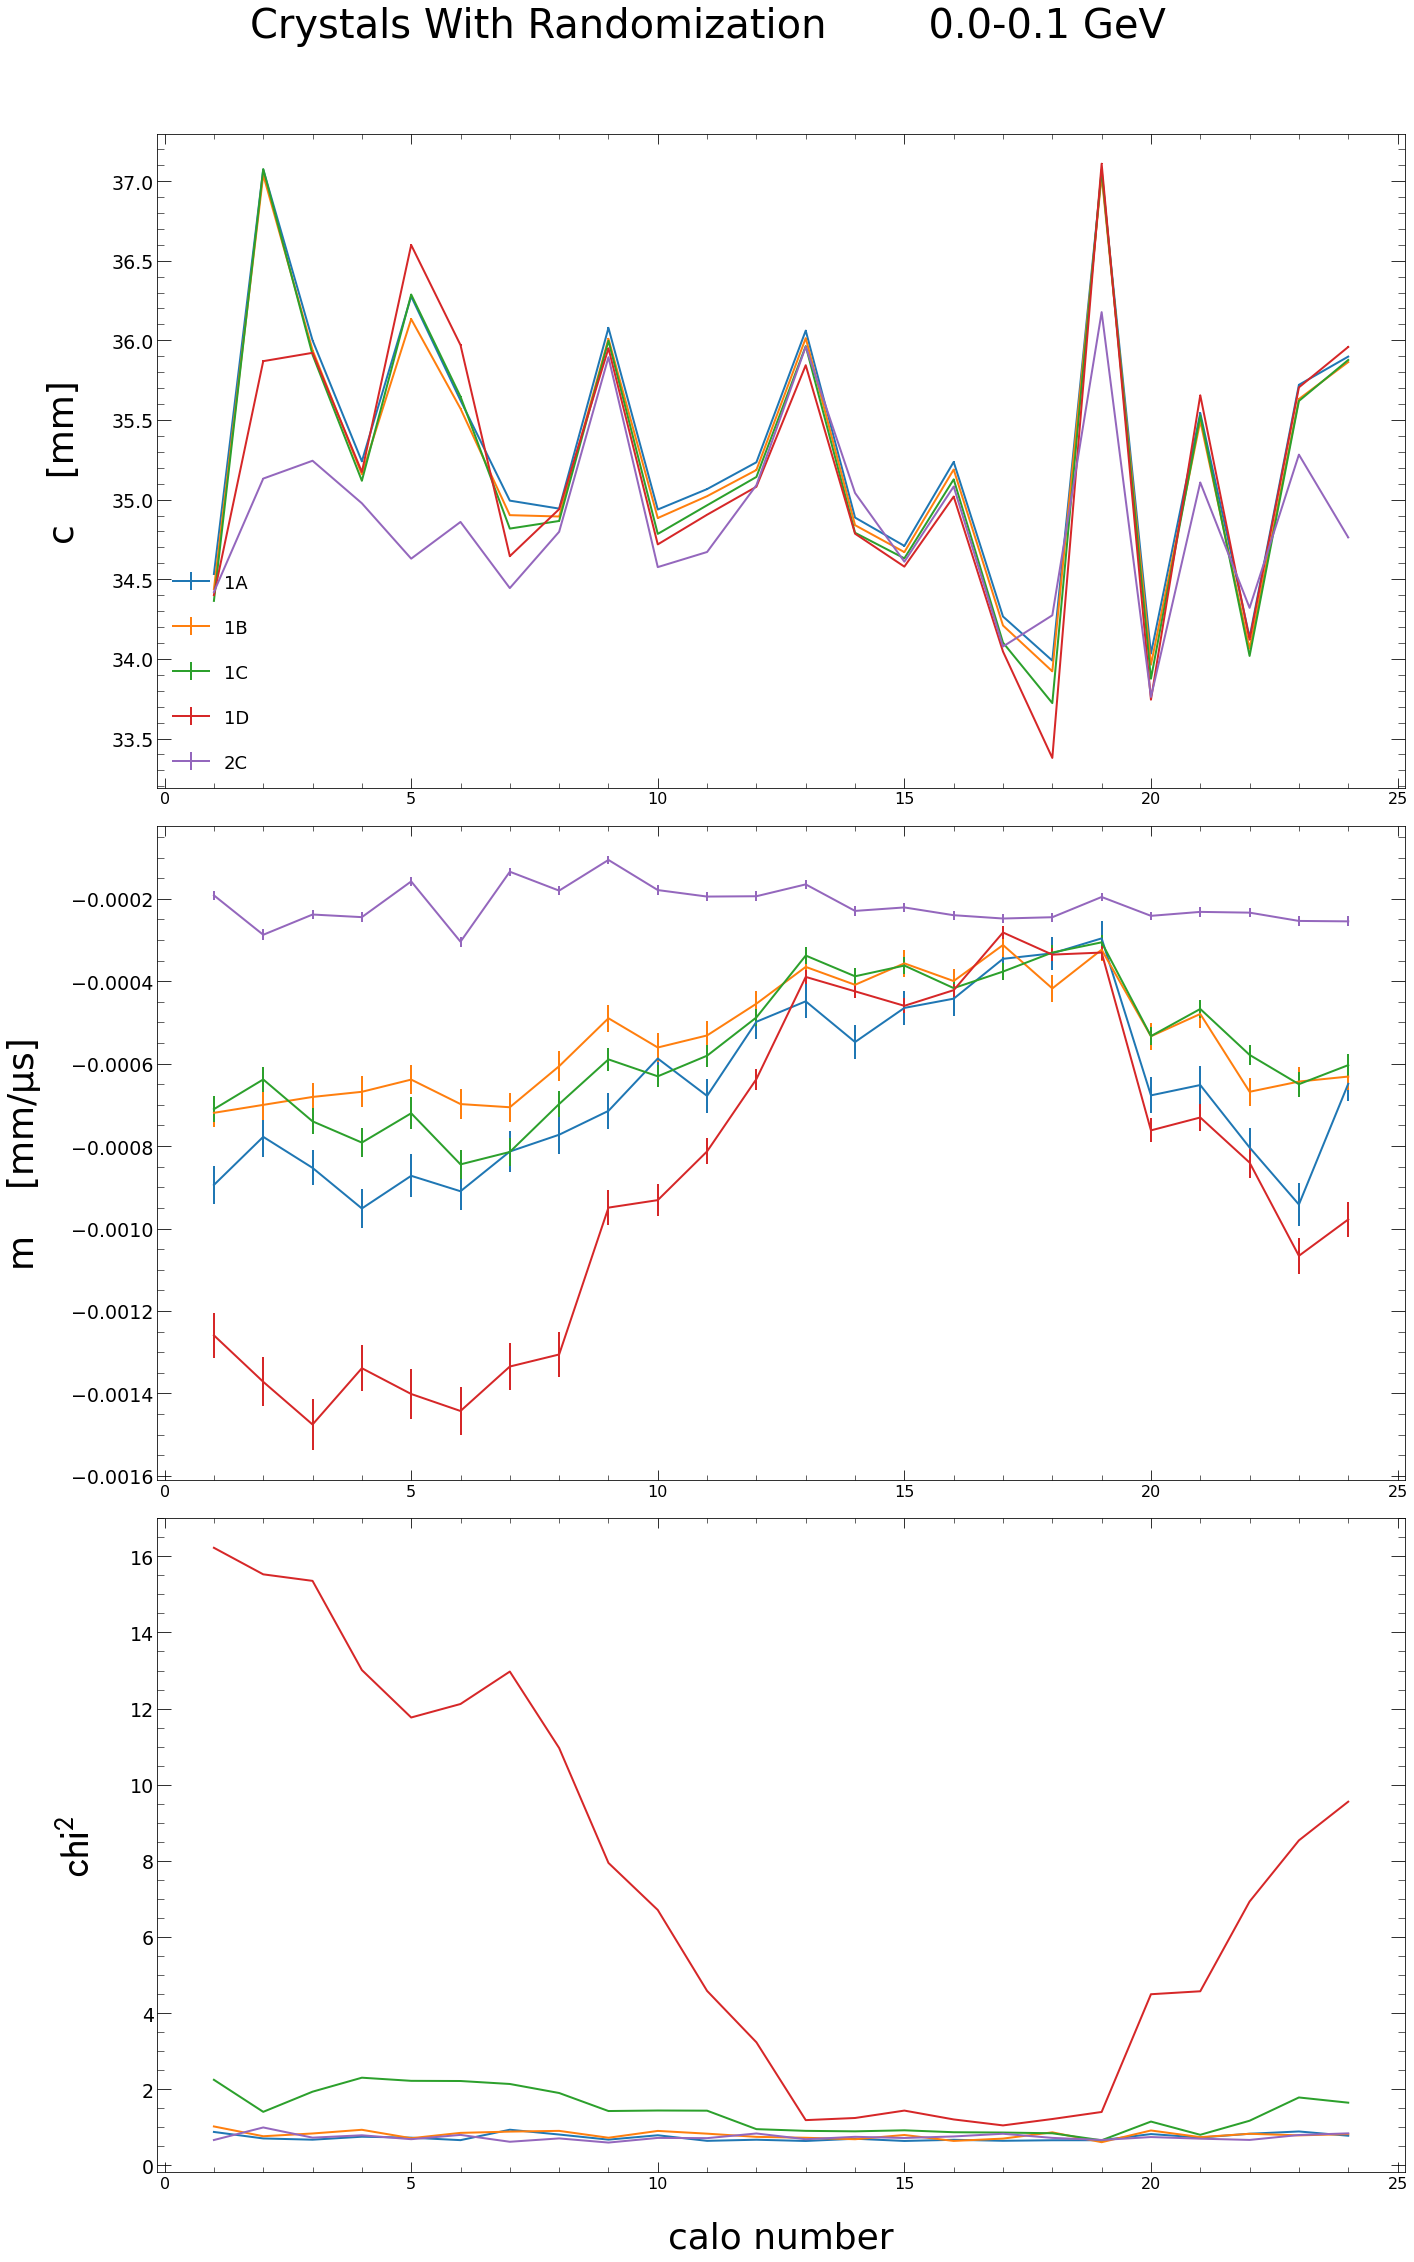 Crystals With Randomization 0.0-0.1 GeV
c [mm]
37.0
36.5
36.0
35.5
35.0
34.5
34.0
33.5
1A
1B
1C
1D
2C
0 5 10 15 20 25
m [mm/µs]
−0.0002
−0.0004
−0.0006
−0.0008
−0.0010
−0.0012
−0.0014
−0.0016
0 5 10 15 20 25
chi²
16
14
12
10
8
6
4
2
0
0 5 10 15 20 25
calo number